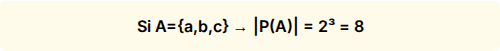 Si A={a,b,c} → |P(A)| = 2³ = 8